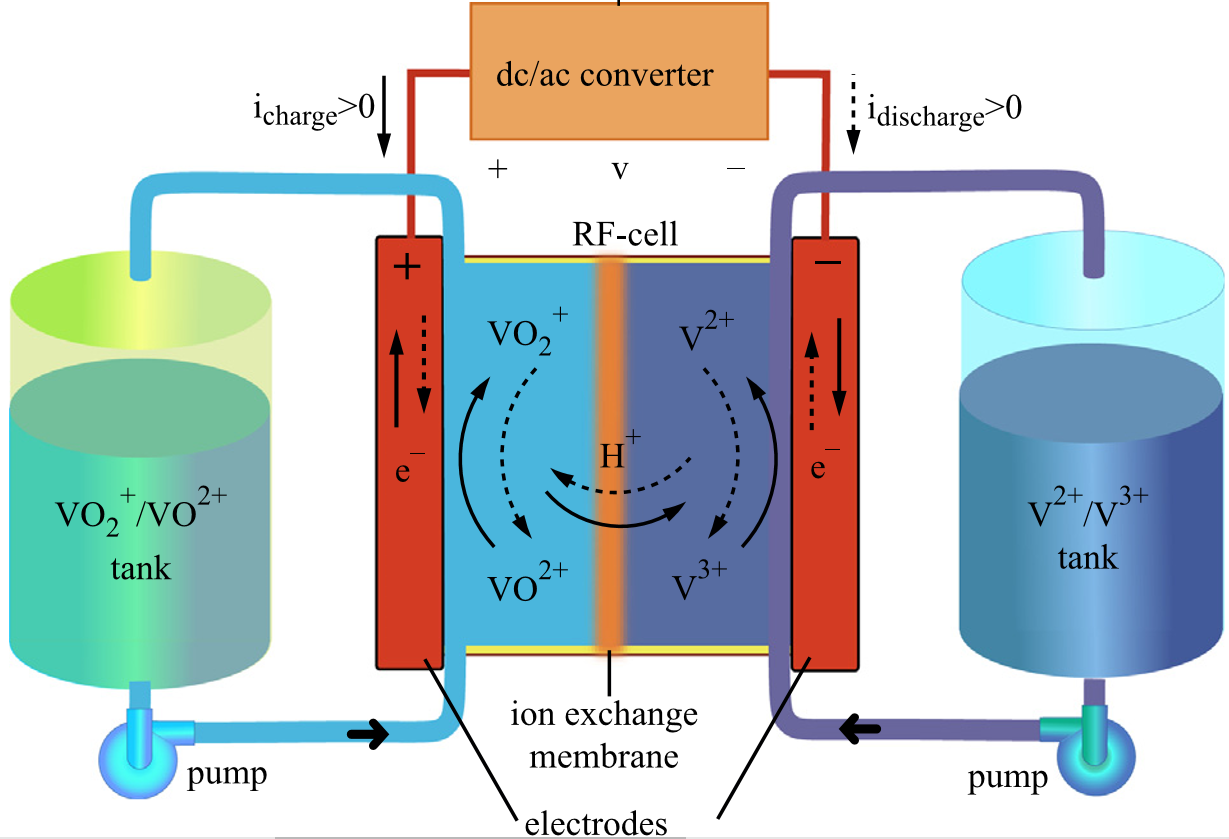 dc/ac converter
i_charge>0
i_discharge>0
+ v −
RF-cell
+
−
VO₂⁺
V²⁺
e⁻
H⁺
e⁻
VO₂⁺/VO²⁺
tank
V²⁺/V³⁺
tank
VO²⁺
V³⁺
ion exchange
membrane
pump
pump
electrodes